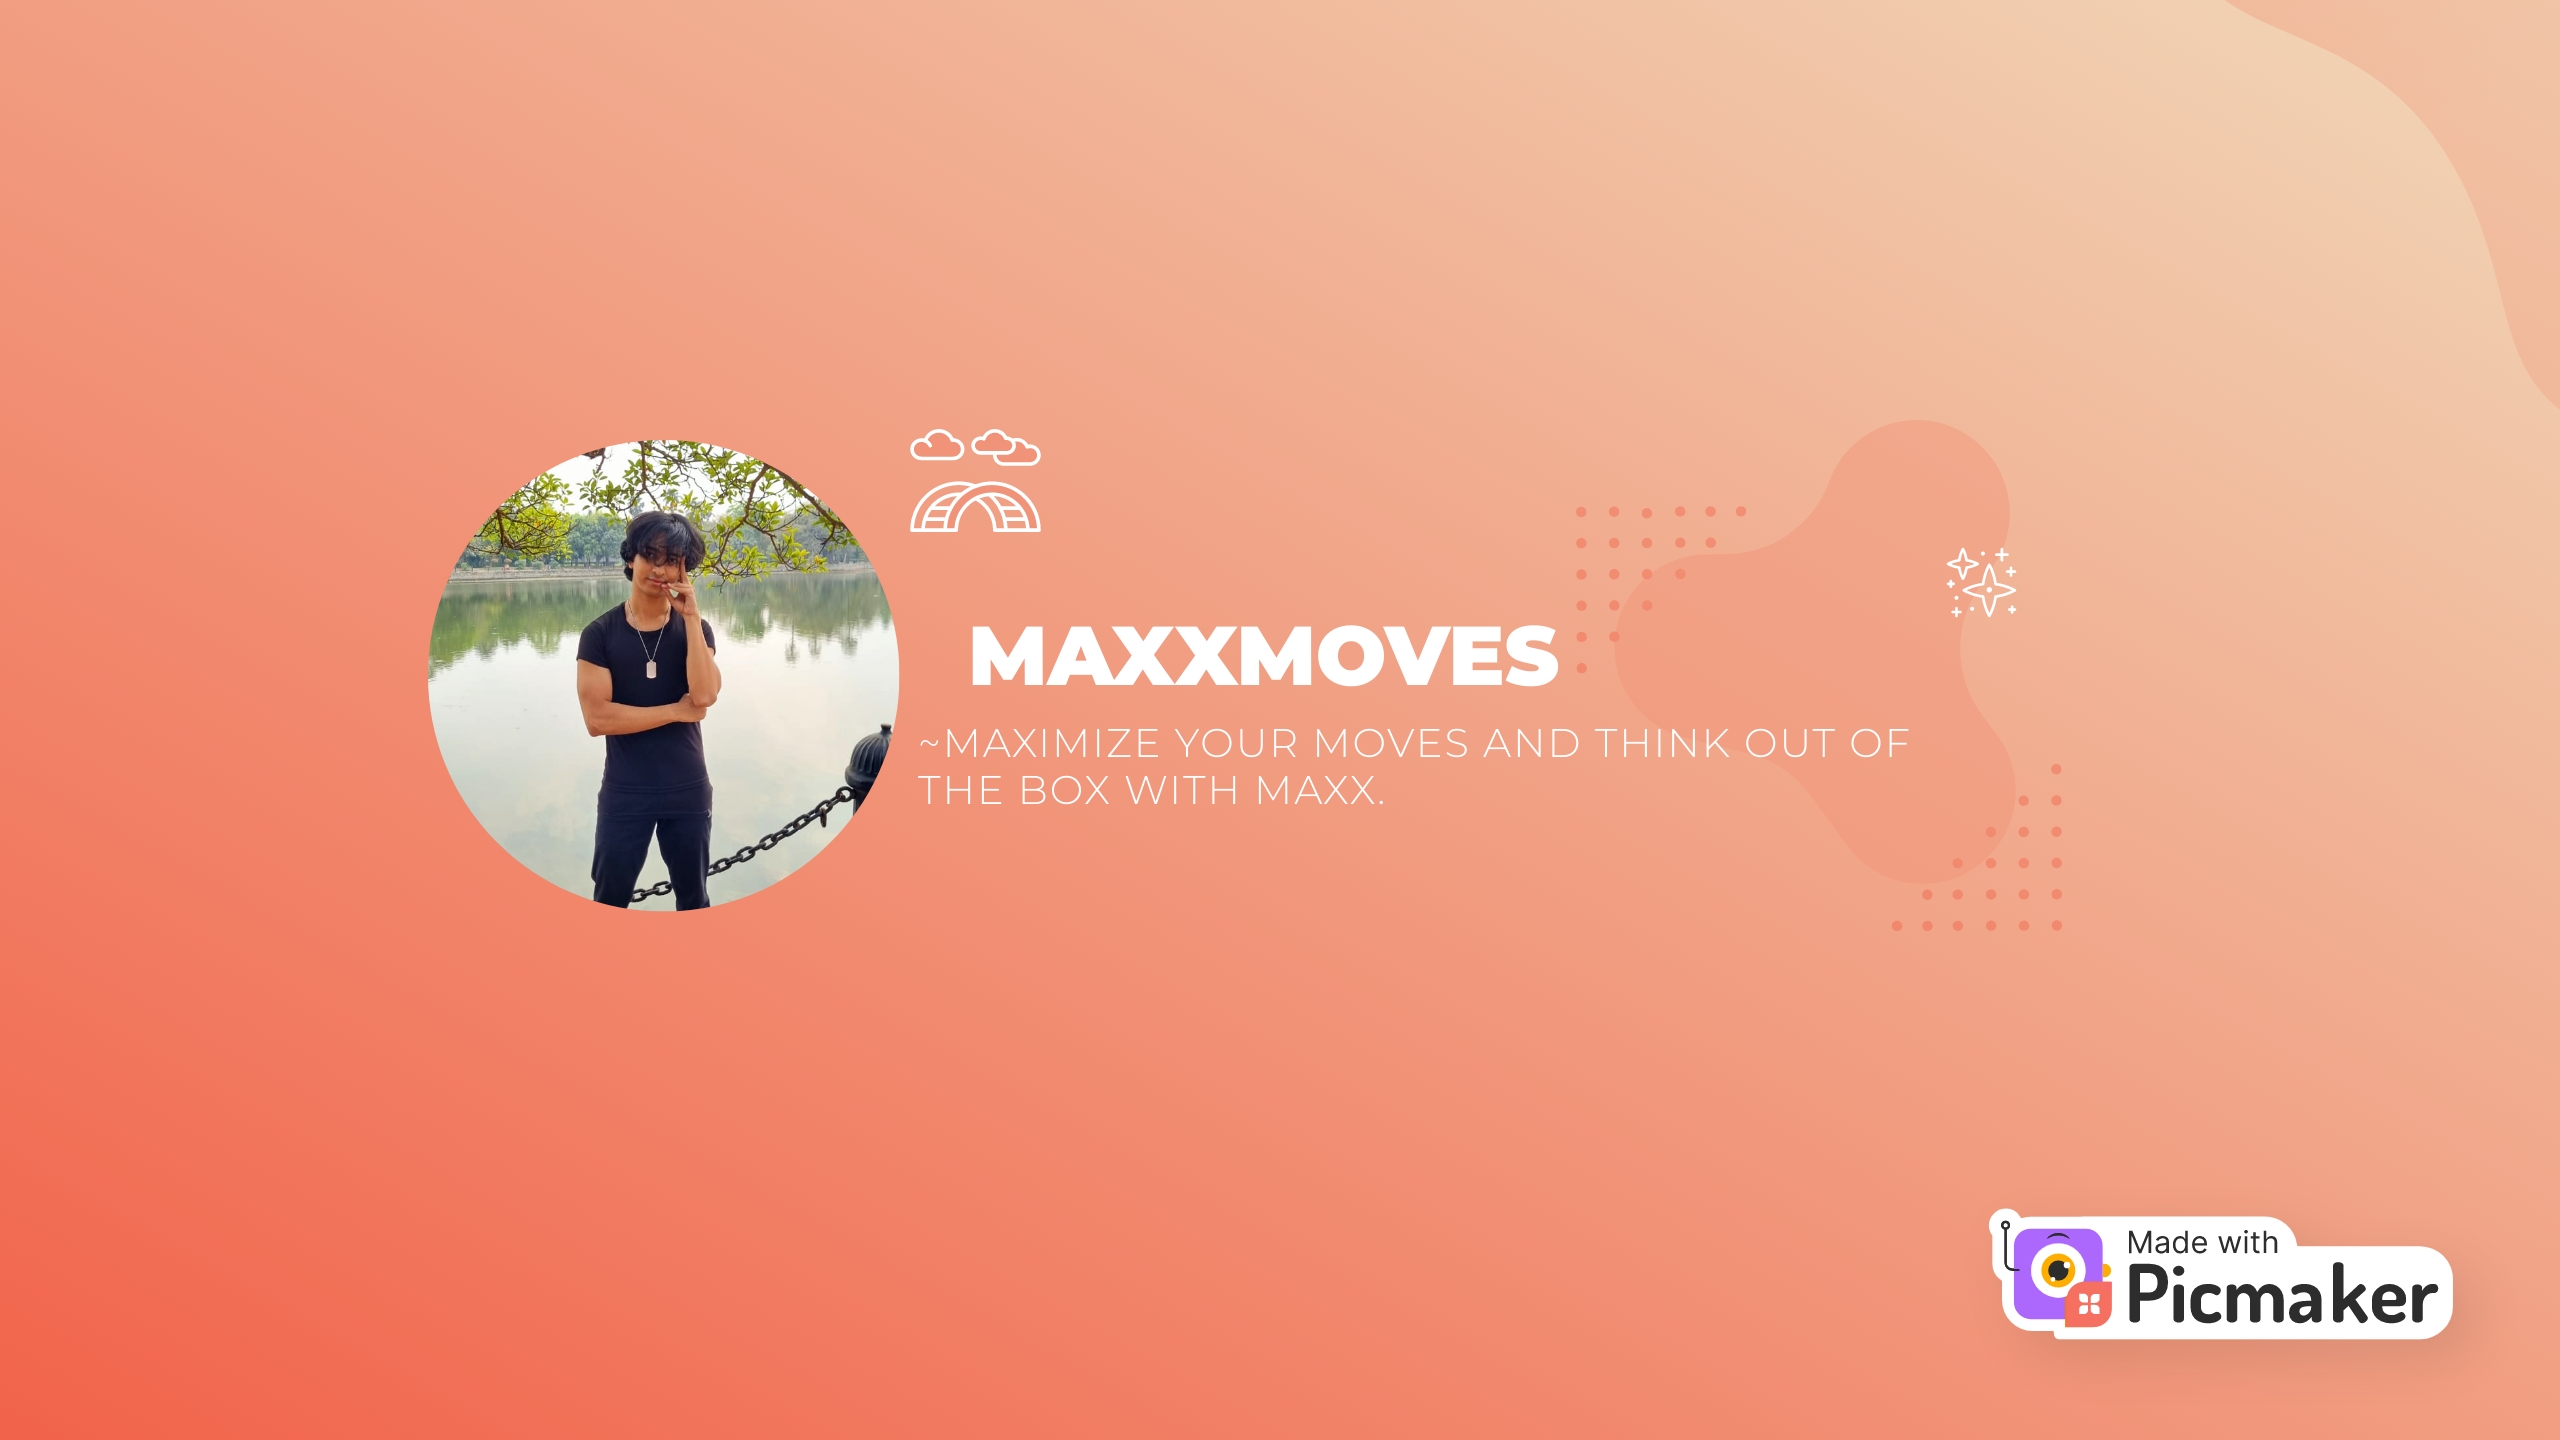 MAXXMOVES
~MAXIMIZE YOUR MOVES AND THINK OUT OF
THE BOX WITH MAXX.
Made with
Picmaker